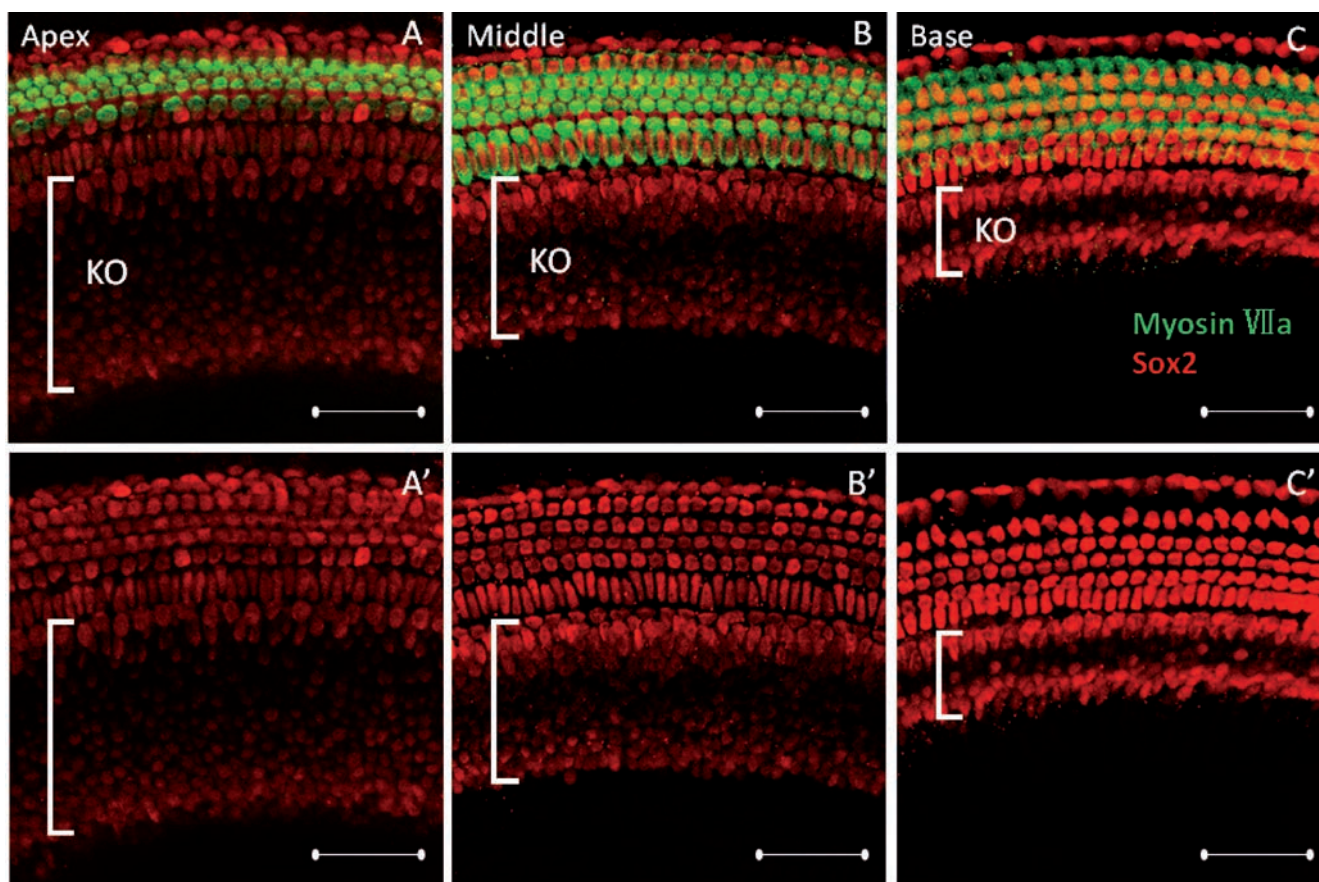 Apex A
Middle B
Base C
KO
KO
KO
Myosin Ⅶa
Sox2
A’
B’
C’